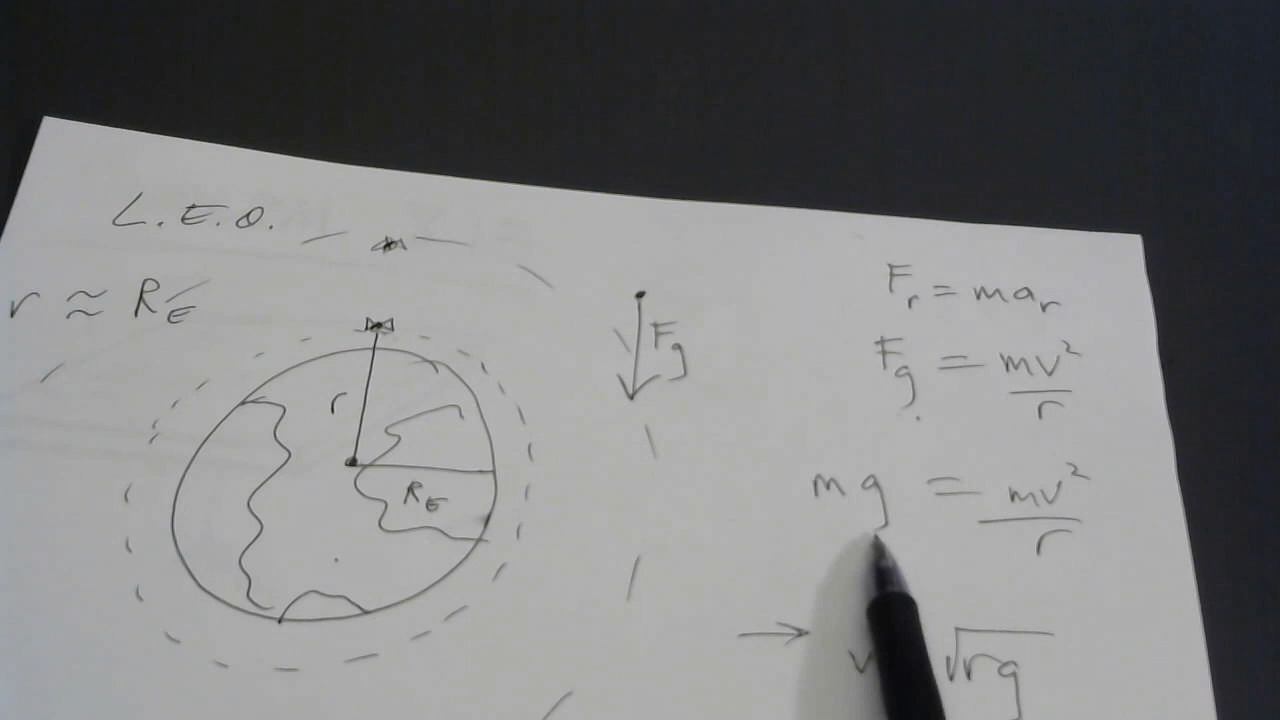 L.E.O.
r ≈ R_E
r
R_E
F_g
F_r = ma_r
F_g = mv²/r
mg = mv²/r
→ v √rg